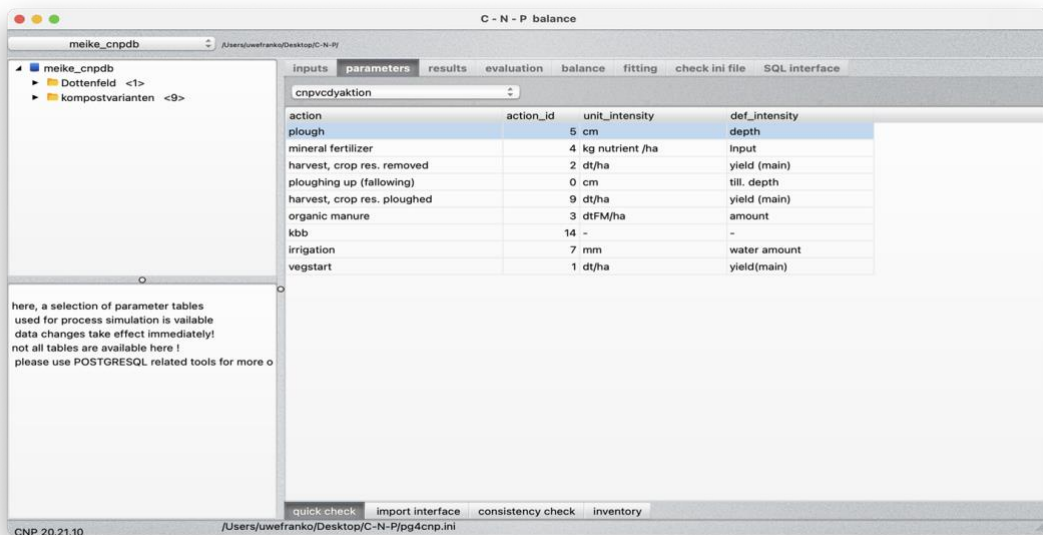 C - N - P balance
meike_cnpdb /Users/uwefranko/Desktop/C-N-P/
meike_cnpdb
Dottenfeld <1>
kompostvarianten <9>
inputs parameters results evaluation balance fitting check ini file SQL interface
cnpvcdyaktion
action action_id unit_intensity def_intensity
plough 5 cm depth
mineral fertilizer 4 kg nutrient /ha Input
harvest, crop res. removed 2 dt/ha yield (main)
ploughing up (fallowing) 0 cm till. depth
harvest, crop res. ploughed 9 dt/ha yield (main)
organic manure 3 dtFM/ha amount
kbb 14 - -
irrigation 7 mm water amount
vegstart 1 dt/ha yield(main)
here, a selection of parameter tables
used for process simulation is vailable
data changes take effect immediately!
not all tables are available here !
please use POSTGRESQL related tools for more o
quick check import interface consistency check inventory
CNP 20.21.10 /Users/uwefranko/Desktop/C-N-P/pg4cnp.ini